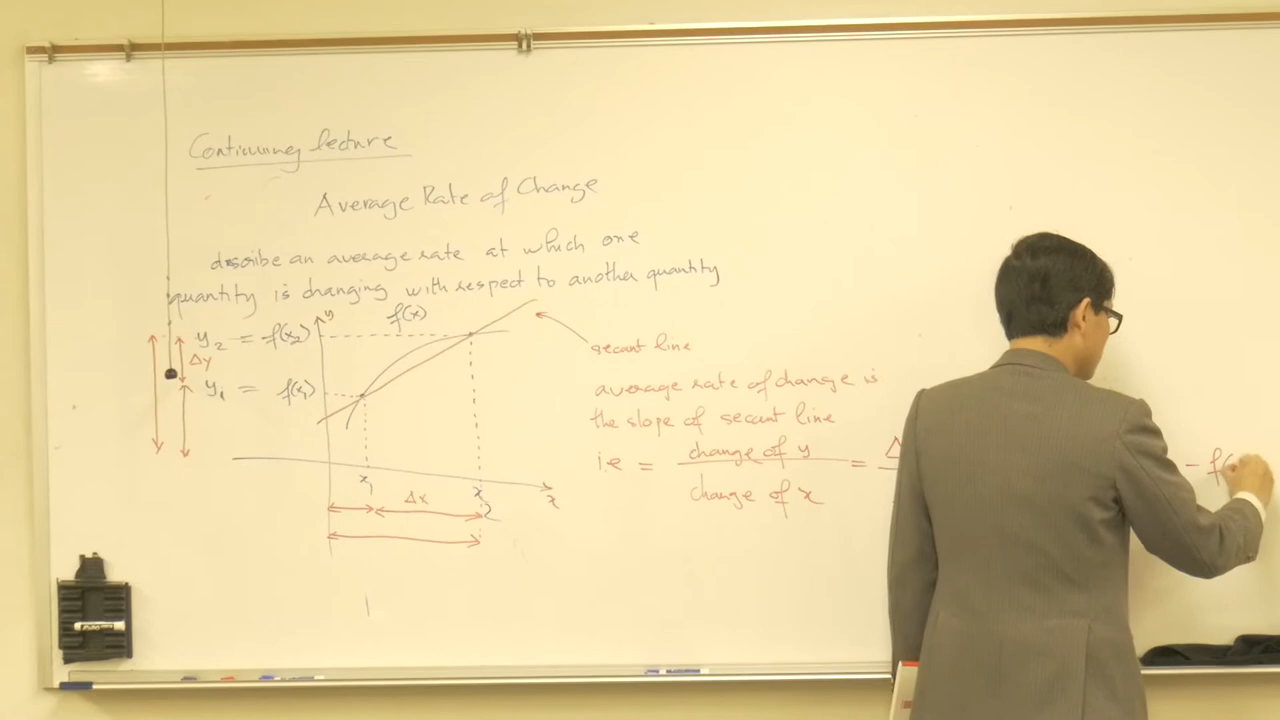 Continuing lecture
Average Rate of Change
dscribe an average rate at which one
quantity is changing with respect to another quantity
y
f(x)
y₂ = f(x₂)
Δy
y₁ = f(x₁)
secant line
average rate of change is
the slope of secant line
i e = change of y / change of x = Δ
- f(
x₁
Δx
x₂
x